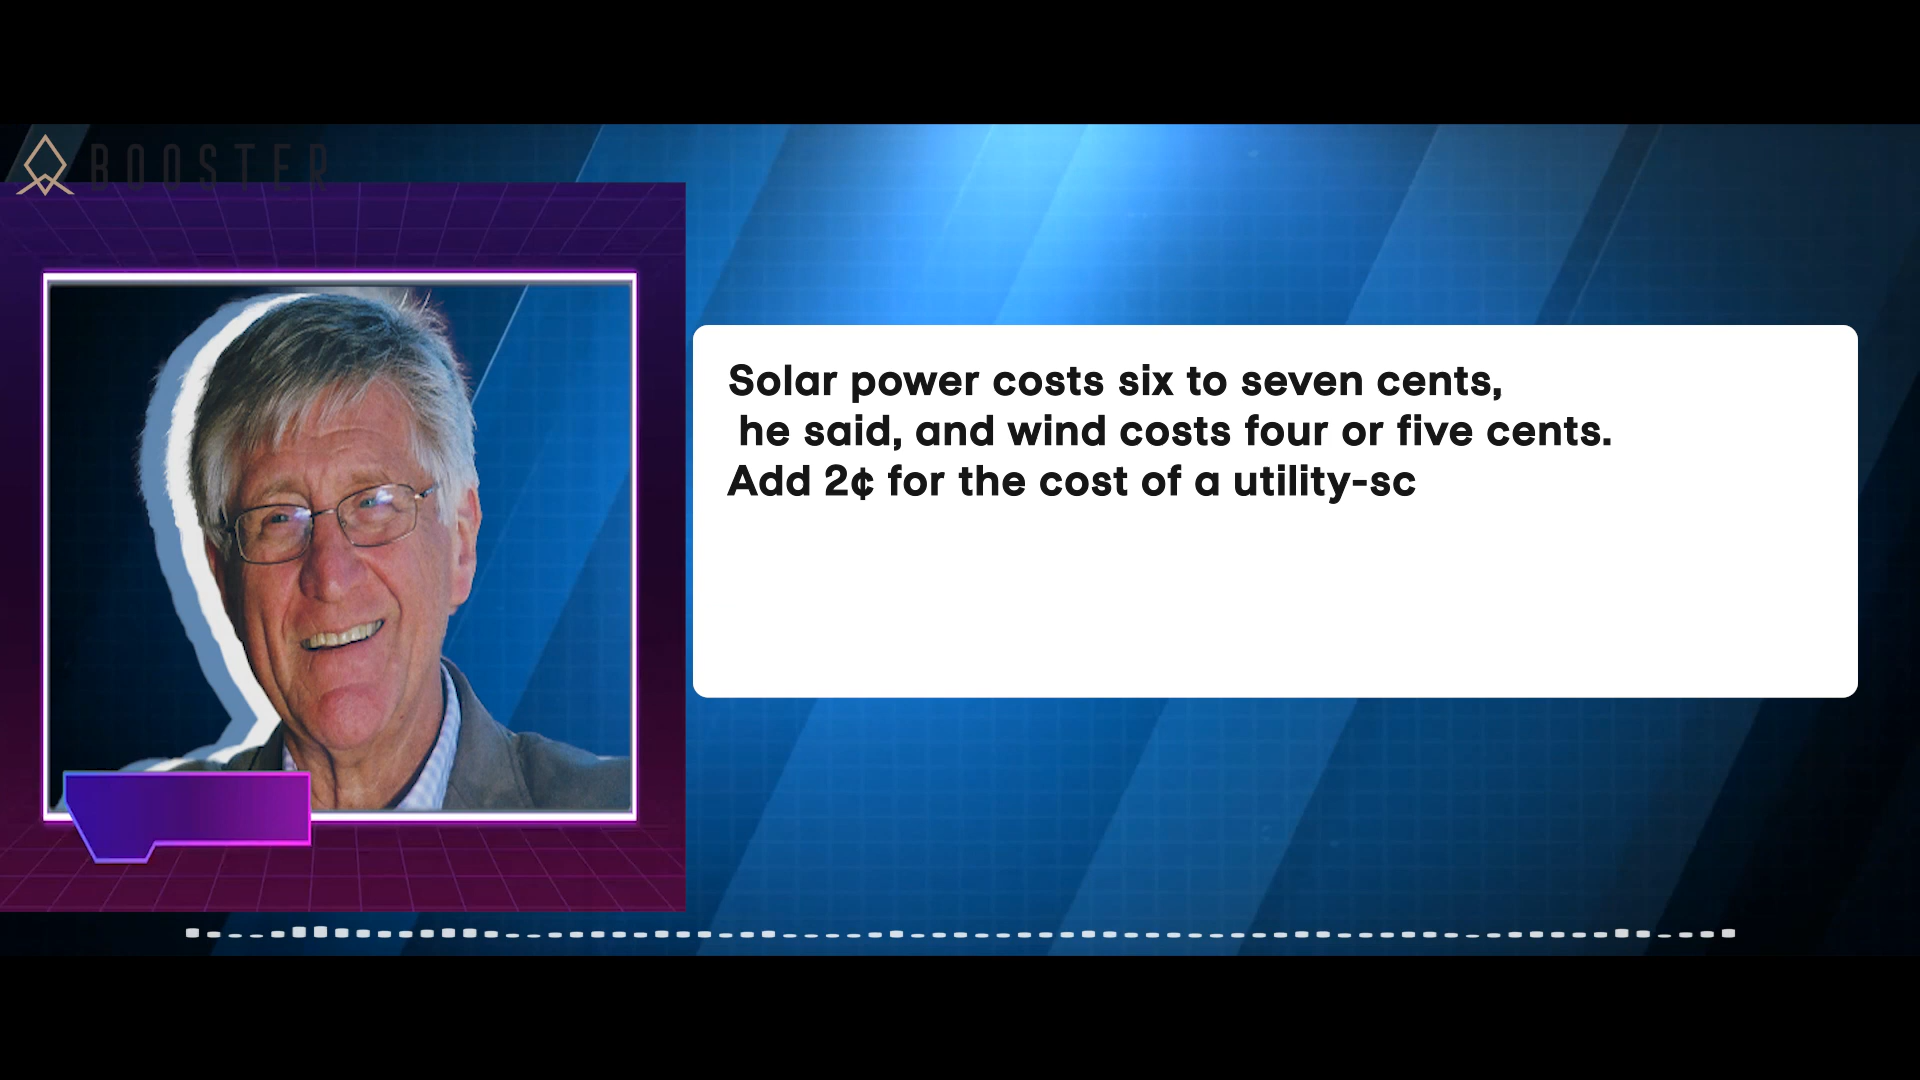 BOOSTER
Solar power costs six to seven cents,
he said, and wind costs four or five cents.
Add 2¢ for the cost of a utility-sc